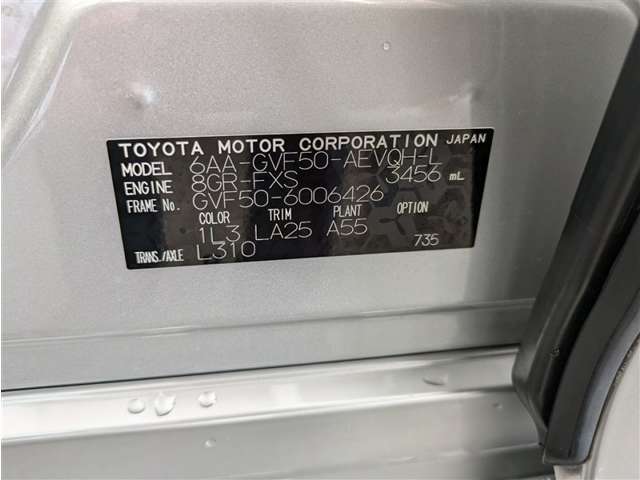 TOYOTA MOTOR CORPORATION JAPAN
MODEL 6AA-GVF50-AEVQH-L
ENGINE 8GR-FXS 3456 mL
FRAME No. GVF50-6006426
COLOR TRIM PLANT OPTION
1L3 LA25 A55
TRANS./AXLE L310 735